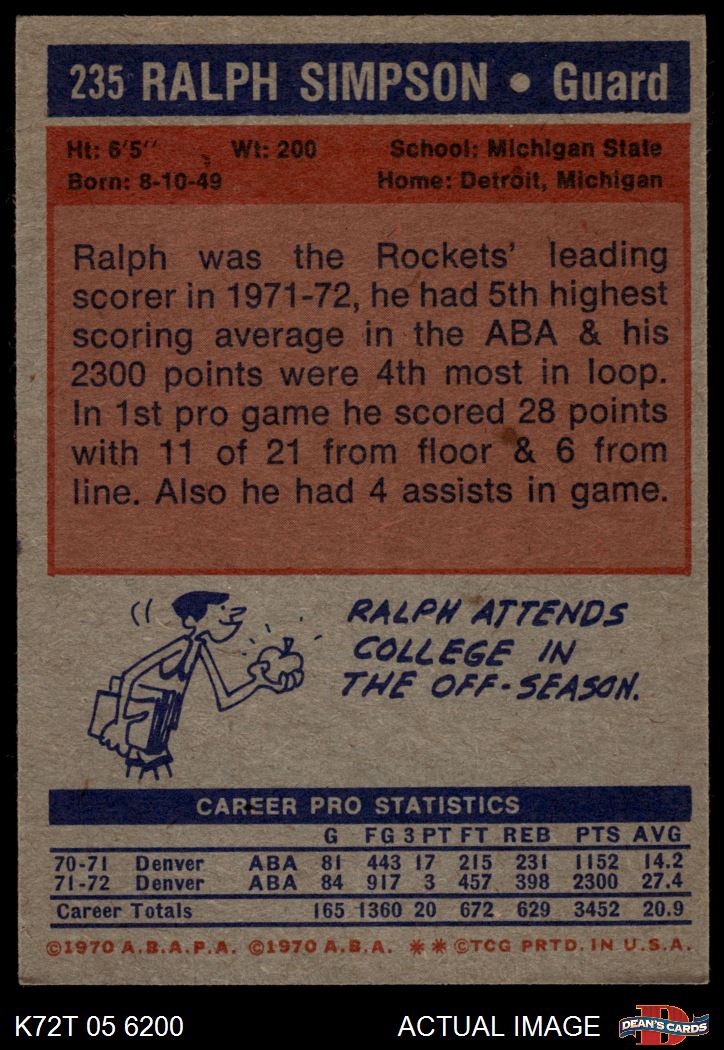 235 RALPH SIMPSON • Guard
Ht: 6'5" Wt: 200 School: Michigan State
Born: 8-10-49 Home: Detroit, Michigan
Ralph was the Rockets' leading
scorer in 1971-72, he had 5th highest
scoring average in the ABA & his
2300 points were 4th most in loop.
In 1st pro game he scored 28 points
with 11 of 21 from floor & 6 from
line. Also he had 4 assists in game.
RALPH ATTENDS
COLLEGE IN
THE OFF-SEASON.
CAREER PRO STATISTICS
G FG 3 PT FT REB PTS AVG
70-71 Denver ABA 81 443 17 215 231 1152 14.2
71-72 Denver ABA 84 917 3 457 398 2300 27.4
Career Totals 165 1360 20 672 629 3452 20.9
©1970 A.B.A.P.A. ©1970 A.B.A. ** ©TCG PRTD. IN U.S.A.
K72T 05 6200 ACTUAL IMAGE D DEAN'S CARDS